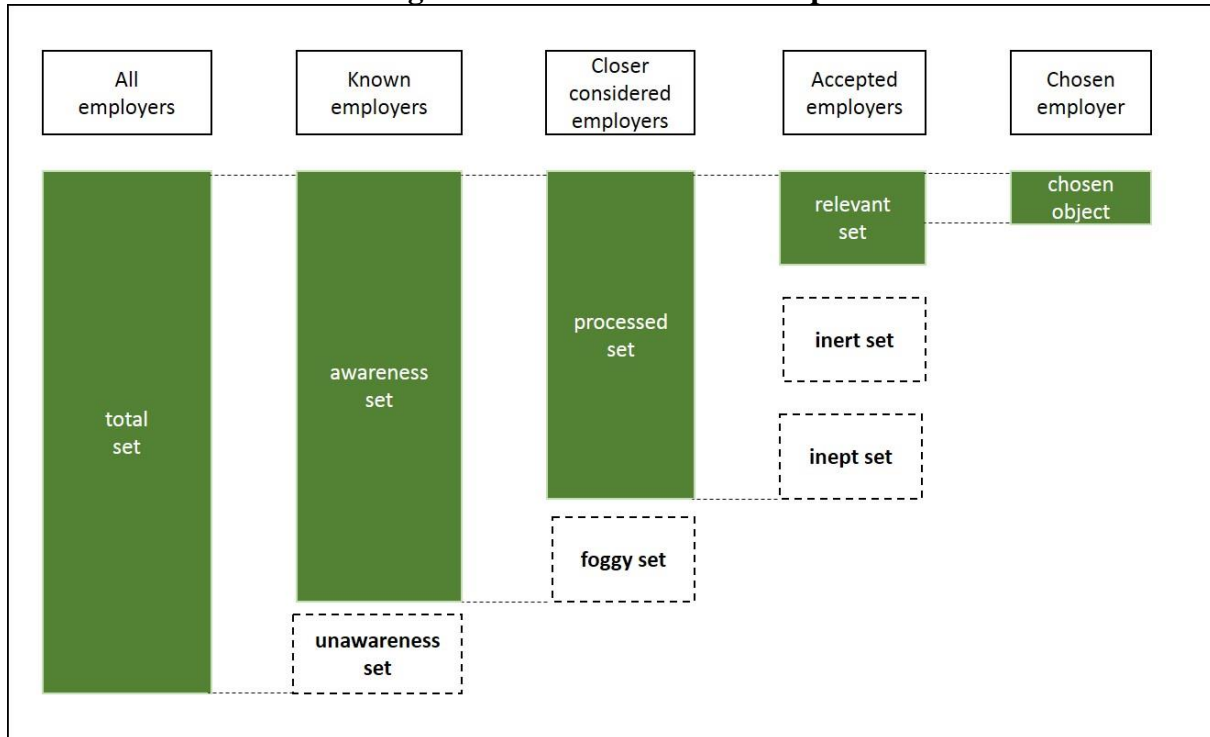 All
employers
Known
employers
Closer
considered
employers
Accepted
employers
Chosen
employer
total
set
awareness
set
processed
set
relevant
set
chosen
object
inert set
inept set
foggy set
unawareness
set